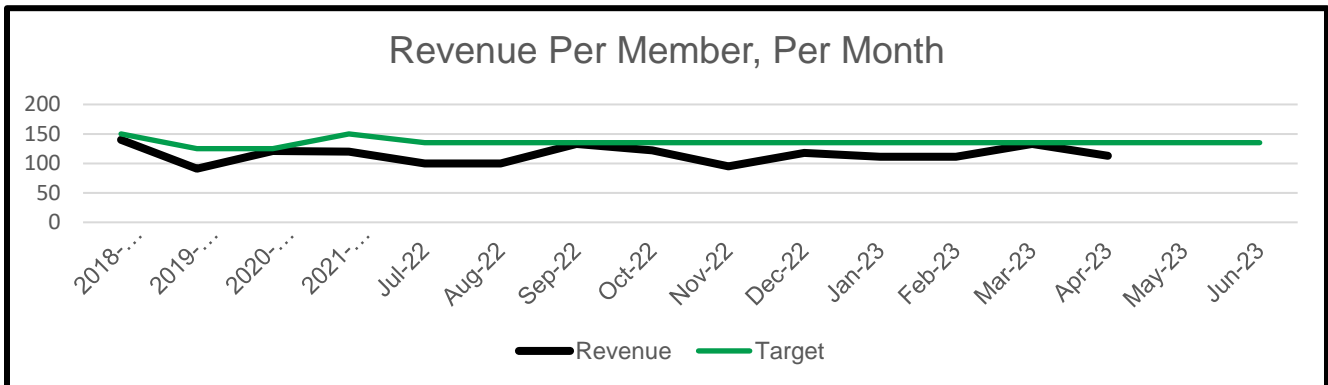 Revenue Per Member, Per Month
200
150
100
50
0
2018-...
2019-...
2020-...
2021-...
Jul-22
Aug-22
Sep-22
Oct-22
Nov-22
Dec-22
Jan-23
Feb-23
Mar-23
Apr-23
May-23
Jun-23
Revenue
Target